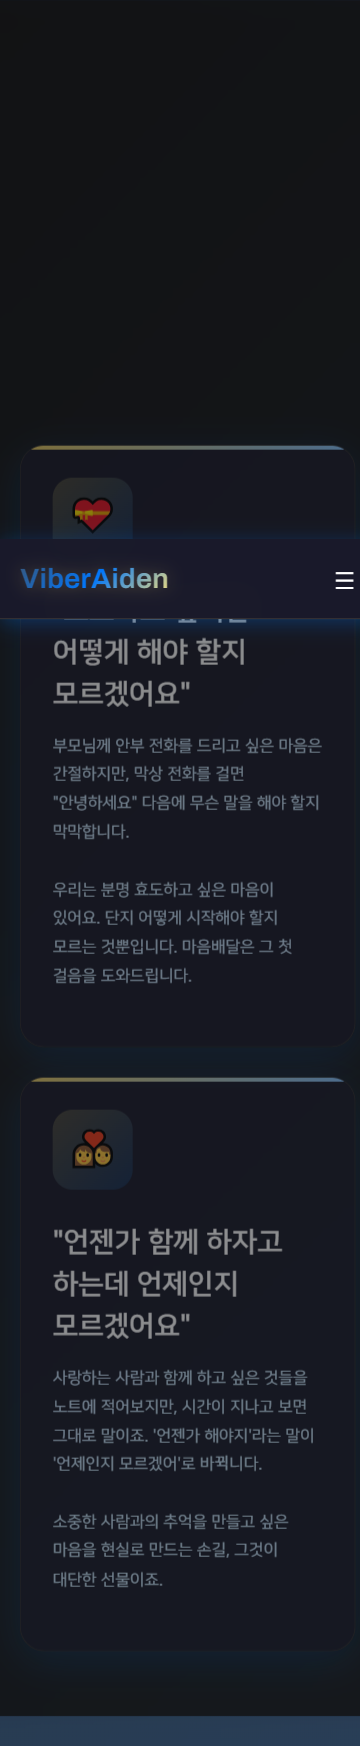 ViberAiden
어떻게 해야 할지
모르겠어요"
부모님께 안부 전화를 드리고 싶은 마음은
간절하지만, 막상 전화를 걸면
"안녕하세요" 다음에 무슨 말을 해야 할지
막막합니다.
우리는 분명 효도하고 싶은 마음이
있어요. 단지 어떻게 시작해야 할지
모르는 것뿐입니다. 마음배달은 그 첫
걸음을 도와드립니다.
"언젠가 함께 하자고
하는데 언제인지
모르겠어요"
사랑하는 사람과 함께 하고 싶은 것들을
노트에 적어보지만, 시간이 지나고 보면
그대로 말이죠. '언젠가 해야지'라는 말이
'언제인지 모르겠어'로 바뀍니다.
소중한 사람과의 추억을 만들고 싶은
마음을 현실로 만드는 손길, 그것이
대단한 선물이죠.